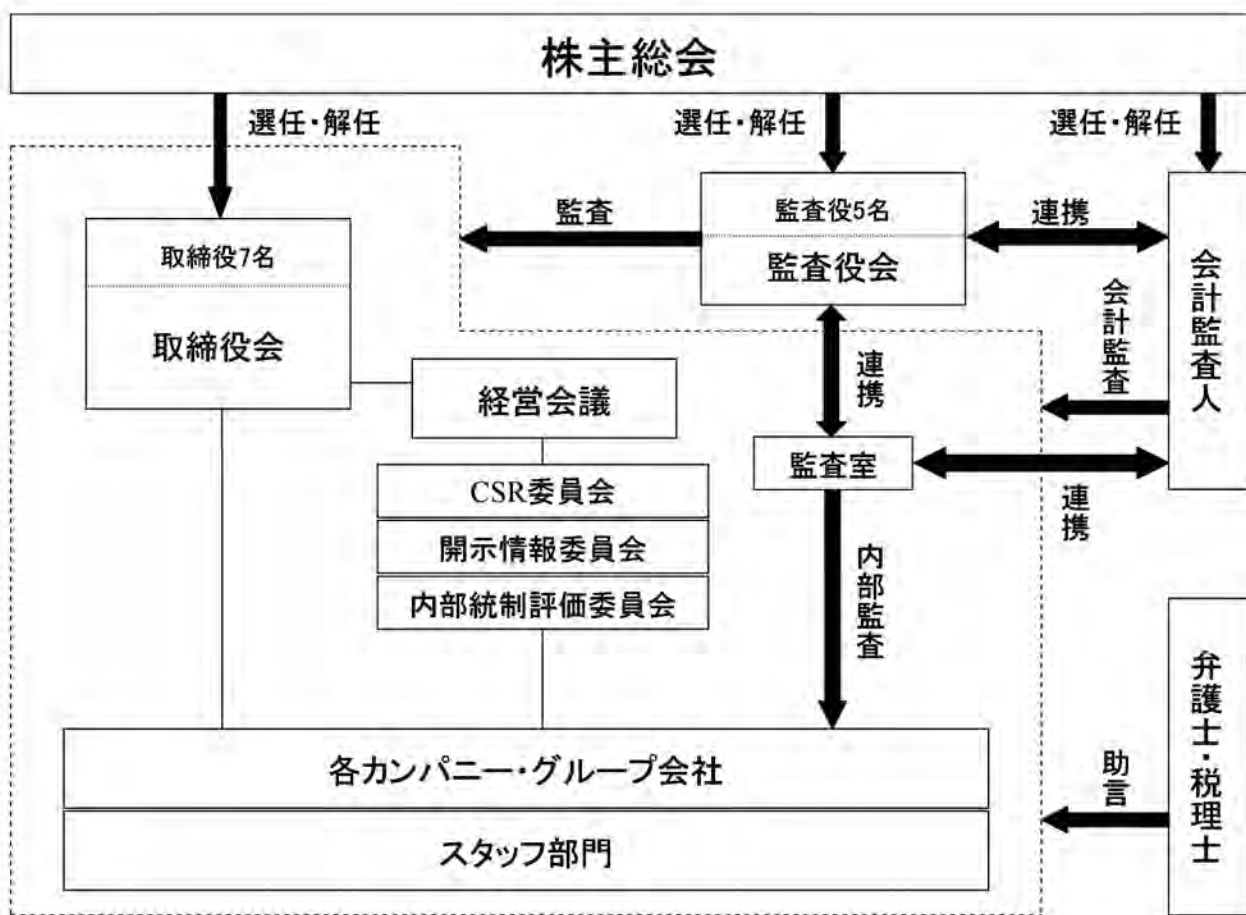 株主総会
選任・解任
選任・解任
選任・解任
監査
監査役5名
監査役会
連携
取締役7名
取締役会
会計監査人
会計監査
連携
経営会議
監査室
連携
CSR委員会
開示情報委員会
内部統制評価委員会
内部監査
各カンパニー・グループ会社
スタッフ部門
助言
弁護士・税理士